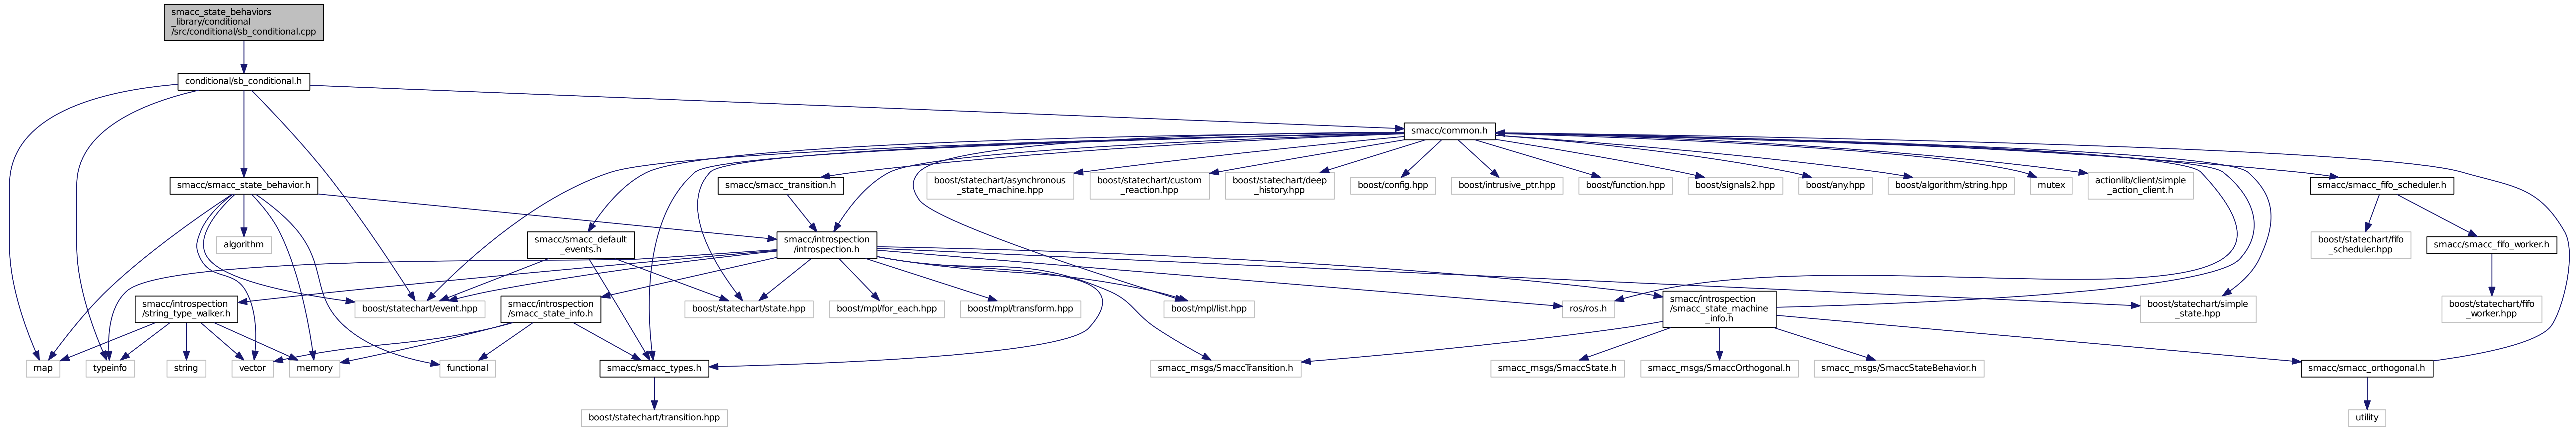 smacc_state_behaviors
_library/conditional
/src/conditional/sb_conditional.cpp
conditional/sb_conditional.h
smacc/common.h
smacc/smacc_state_behavior.h
smacc/smacc_transition.h
boost/statechart/asynchronous
_state_machine.hpp
boost/statechart/custom
_reaction.hpp
boost/statechart/deep
_history.hpp
boost/config.hpp
boost/intrusive_ptr.hpp
boost/function.hpp
boost/signals2.hpp
boost/any.hpp
boost/algorithm/string.hpp
mutex
actionlib/client/simple
_action_client.h
smacc/smacc_fifo_scheduler.h
algorithm
smacc/smacc_default
_events.h
smacc/introspection
/introspection.h
boost/statechart/fifo
_scheduler.hpp
smacc/smacc_fifo_worker.h
smacc/introspection
/string_type_walker.h
boost/statechart/event.hpp
smacc/introspection
/smacc_state_info.h
boost/statechart/state.hpp
boost/mpl/for_each.hpp
boost/mpl/transform.hpp
boost/mpl/list.hpp
ros/ros.h
smacc/introspection
/smacc_state_machine
_info.h
boost/statechart/simple
_state.hpp
boost/statechart/fifo
_worker.hpp
map
typeinfo
string
vector
memory
functional
smacc/smacc_types.h
smacc_msgs/SmaccTransition.h
smacc_msgs/SmaccState.h
smacc_msgs/SmaccOrthogonal.h
smacc_msgs/SmaccStateBehavior.h
smacc/smacc_orthogonal.h
boost/statechart/transition.hpp
utility